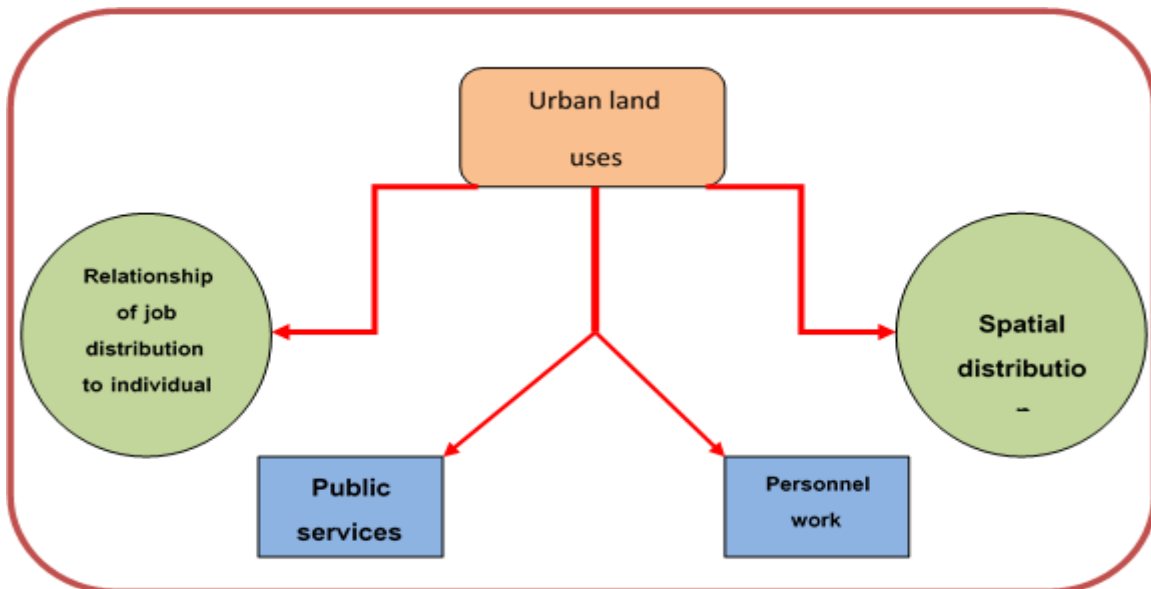 Urban land
uses
Relationship
of job
distribution
to individual
Spatial
distributio
Public
services
Personnel
work